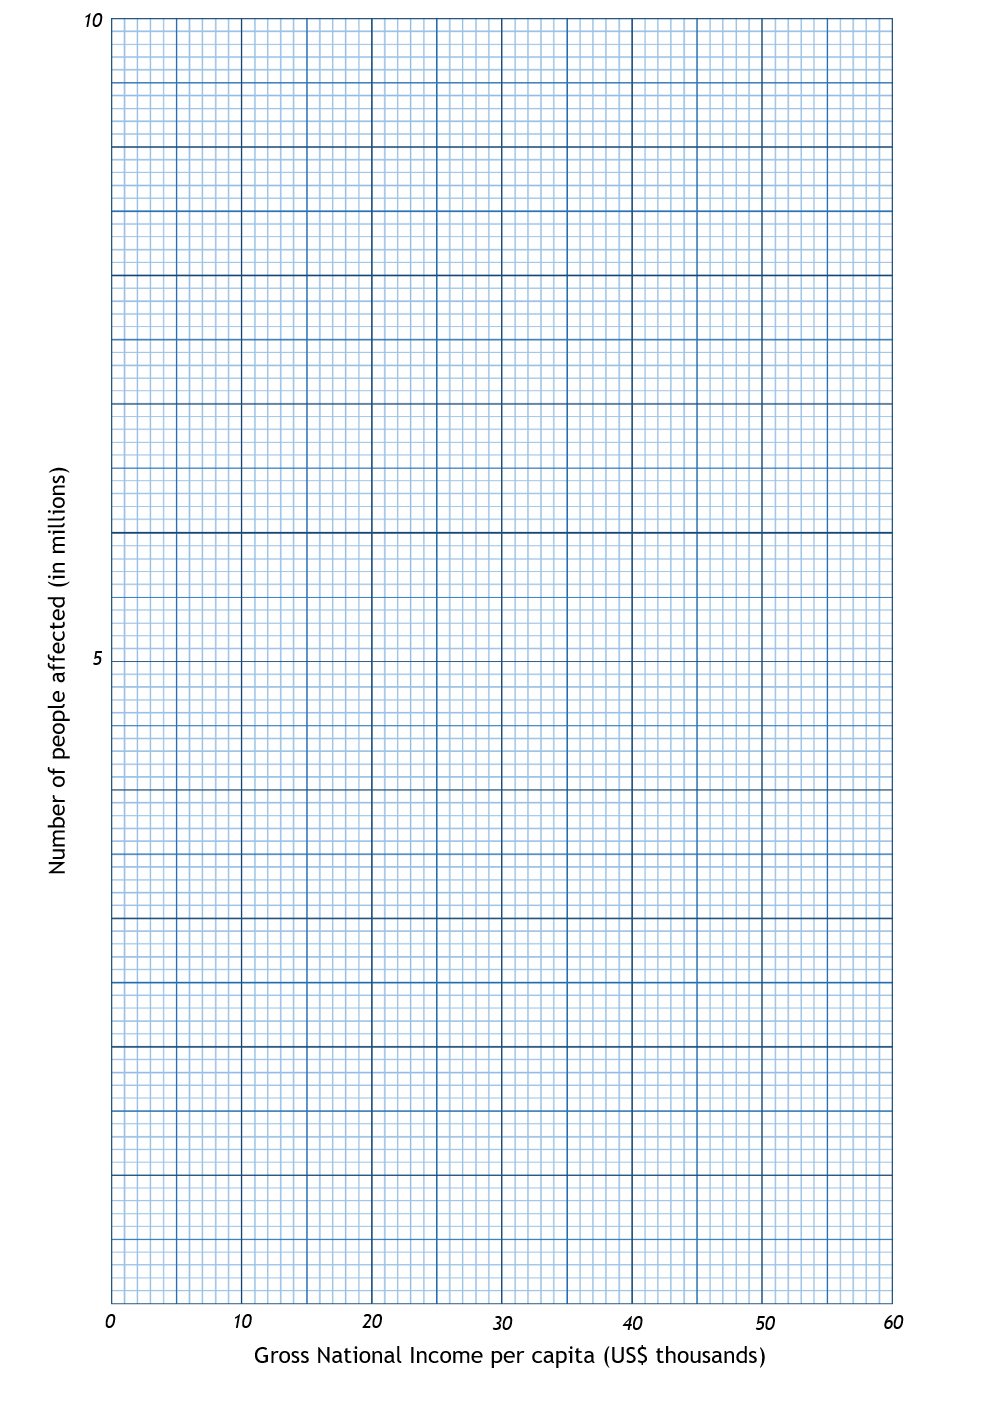 10
Number of people affected (in millions)
5
0 10 20 30 40 50 60
Gross National Income per capita (US$ thousands)